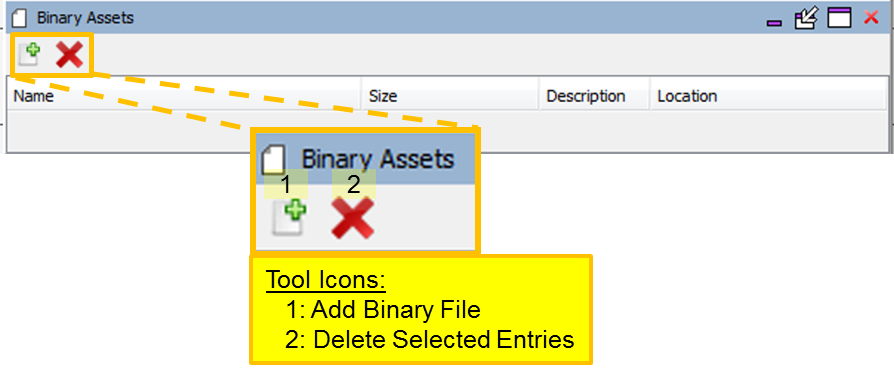 Binary Assets
Name Size Description Location
Binary Assets
1 2
Tool Icons:
1: Add Binary File
2: Delete Selected Entries